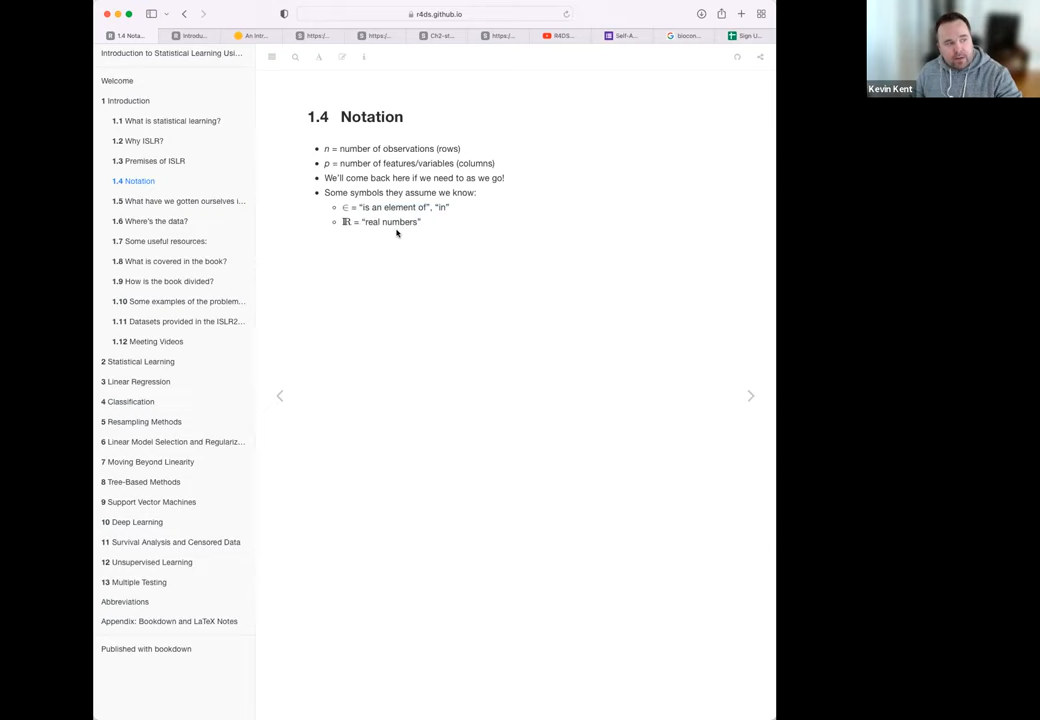 r4ds.github.io
1.4 Nota...
introdu...
An Intr...
https:/...
https:/...
Ch2-st...
https:/...
R4DS...
Self-A...
biocon...
Sign U...
Introduction to Statistical Learning Usi...
Welcome
1 Introduction
1.1 What is statistical learning?
1.2 Why ISLR?
1.3 Premises of ISLR
1.4 Notation
1.5 What have we gotten ourselves i...
1.6 Where's the data?
1.7 Some useful resources:
1.8 What is covered in the book?
1.9 How is the book divided?
1.10 Some examples of the problem...
1.11 Datasets provided in the ISLR2...
1.12 Meeting Videos
2 Statistical Learning
3 Linear Regression
4 Classification
5 Resampling Methods
6 Linear Model Selection and Regulariz...
7 Moving Beyond Linearity
8 Tree-Based Methods
9 Support Vector Machines
10 Deep Learning
11 Survival Analysis and Censored Data
12 Unsupervised Learning
13 Multiple Testing
Abbreviations
Appendix: Bookdown and LaTeX Notes
Published with bookdown
1.4 Notation
• n = number of observations (rows)
• p = number of features/variables (columns)
• We'll come back here if we need to as we go!
• Some symbols they assume we know:
◦ ∈ = “is an element of”, “in”
◦ ℝ = “real numbers”
Kevin Kent